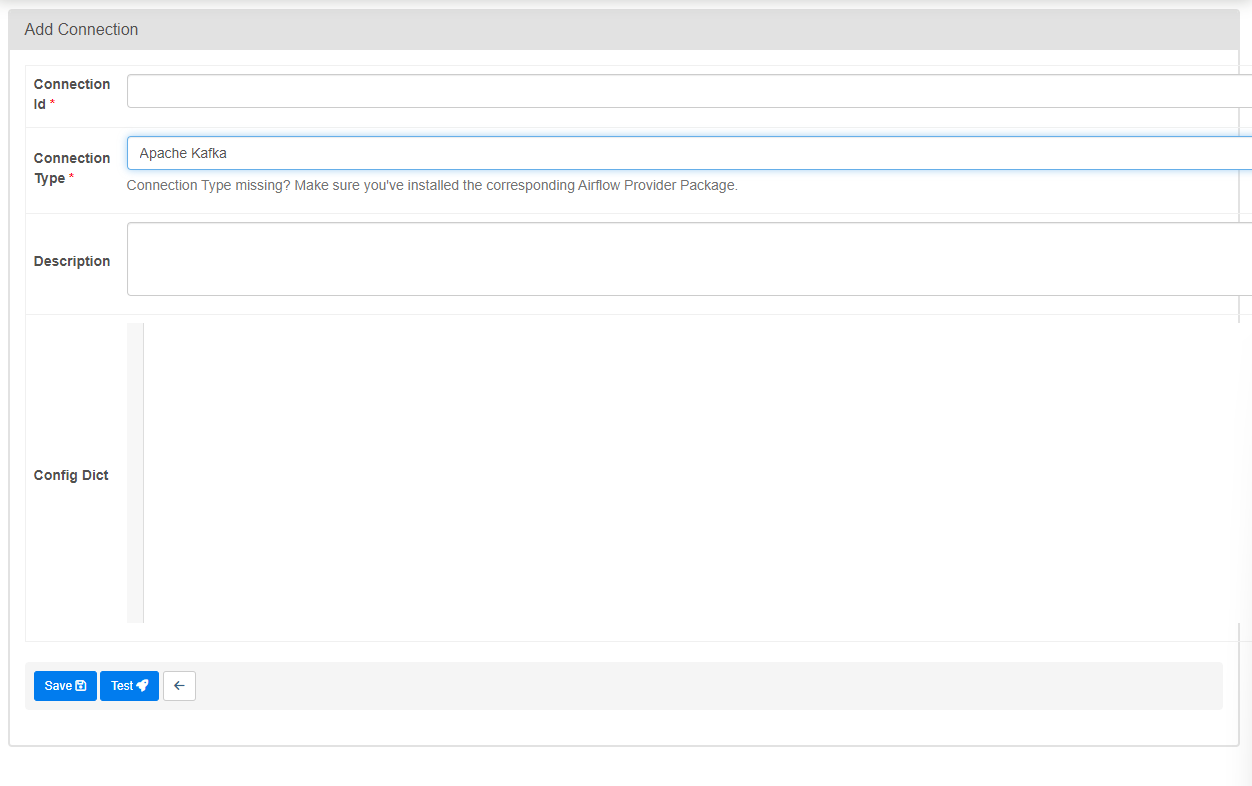 Add Connection
Connection
Id *
Connection
Type *
Apache Kafka
Connection Type missing? Make sure you've installed the corresponding Airflow Provider Package.
Description
Config Dict
Save
Test
←